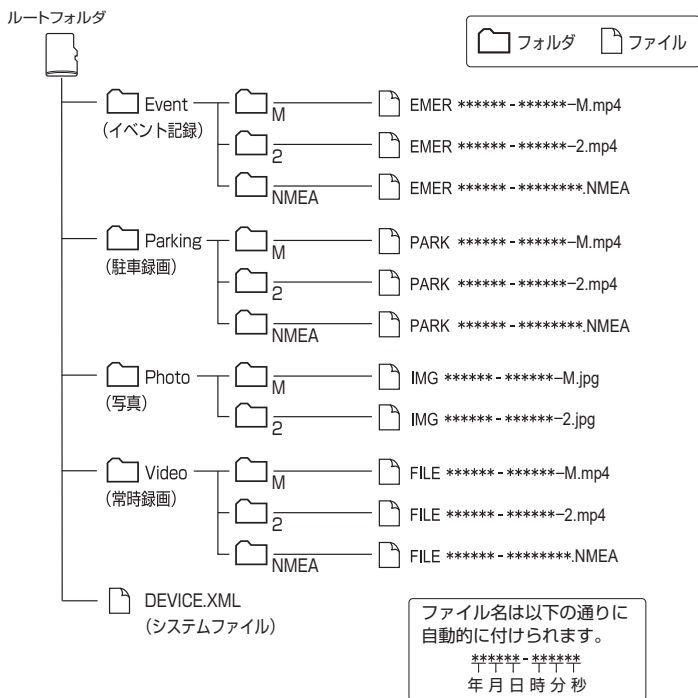 ルートフォルダ
フォルダ ファイル
Event
(イベント記録)
M
EMER ******-******-M.mp4
2
EMER ******-******-2.mp4
NMEA
EMER ******-********.NMEA
Parking
(駐車録画)
M
PARK ******-******-M.mp4
2
PARK ******-******-2.mp4
NMEA
PARK ******-********.NMEA
Photo
(写真)
M
IMG ******-******-M.jpg
2
IMG ******-******-2.jpg
Video
(常時録画)
M
FILE ******-******-M.mp4
2
FILE ******-******-2.mp4
NMEA
FILE ******-********.NMEA
DEVICE.XML
(システムファイル)
ファイル名は以下の通りに
自動的に付けられます。
******-******
年月日時分秒